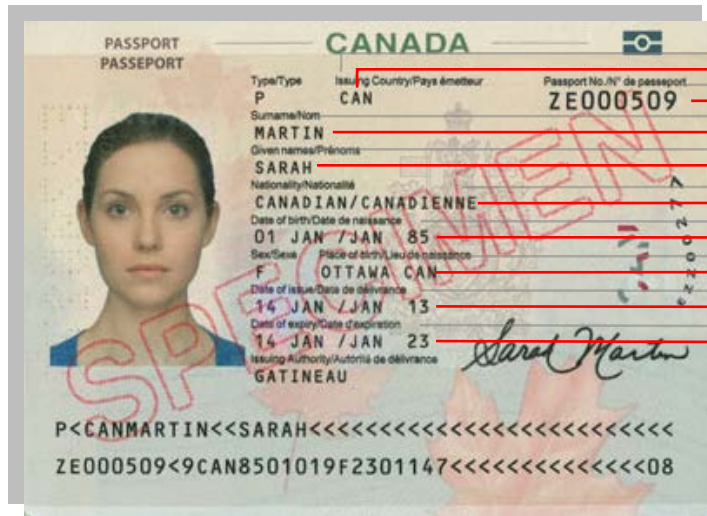 PASSPORT
PASSEPORT
CANADA
Type/Type Issuing Country/Pays émetteur Passport No./N° de passeport
P CAN ZE000509
Surname/Nom
MARTIN
Given names/Prénoms
SARAH
Nationality/Nationalité
CANADIAN/CANADIENNE
Date of birth/Date de naissance
01 JAN /JAN 85
Sex/Sexe Place of birth/Lieu de naissance
F OTTAWA CAN
Date of issue/Date de délivrance
14 JAN /JAN 13
Date of expiry/Date d'expiration
14 JAN /JAN 23
Issuing Authority/Autorité de délivrance
GATINEAU
Sarah Martin
SPECIMEN
P<CANMARTIN<<SARAH<<<<<<<<<<<<<<<<<<<<<<<<<<
ZE000509<9CAN8501019F2301147<<<<<<<<<<<<<<08